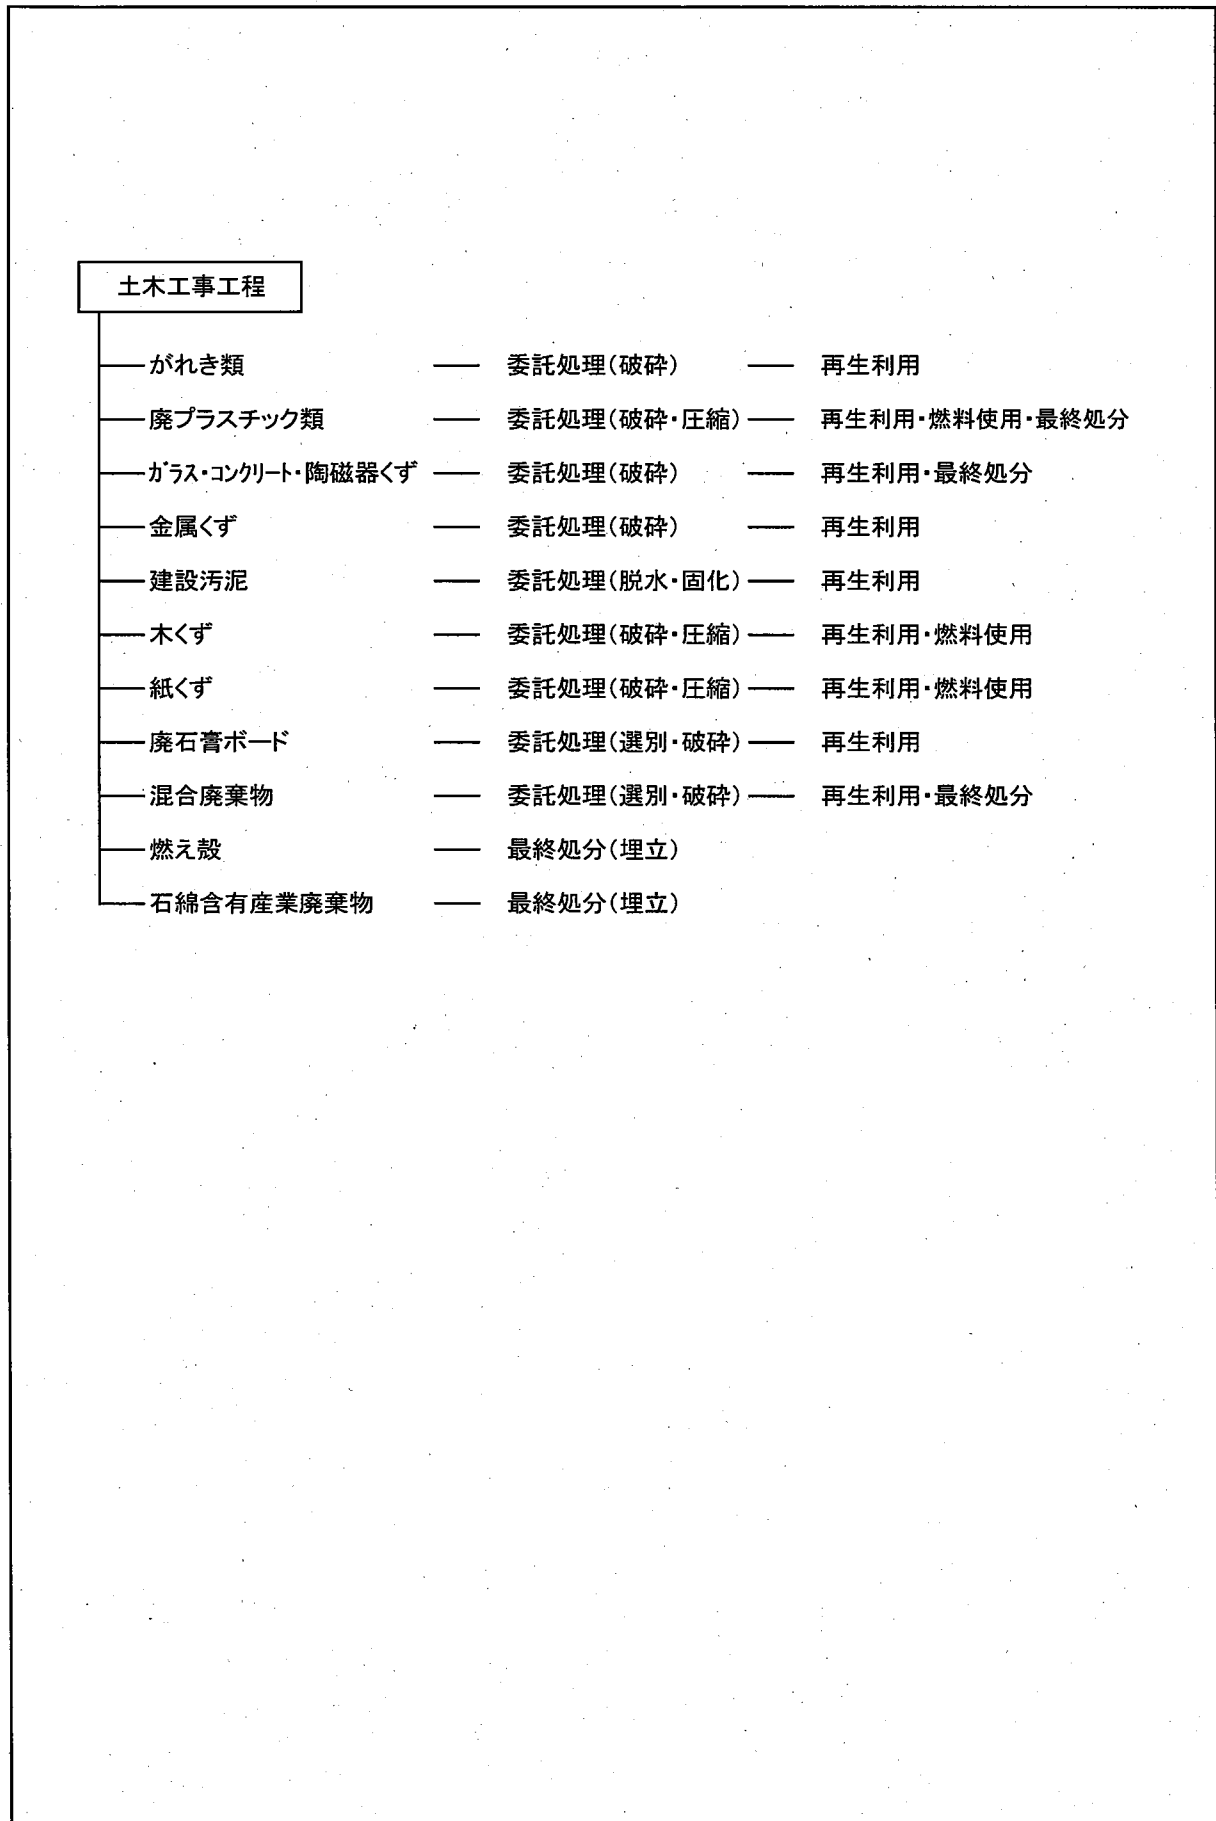 土木工事工程
がれき類 委託処理(破砕) 再生利用
廃プラスチック類 委託処理(破砕・圧縮) 再生利用・燃料使用・最終処分
ガラス・コンクリート・陶磁器くず 委託処理(破砕) 再生利用・最終処分
金属くず 委託処理(破砕) 再生利用
建設汚泥 委託処理(脱水・固化) 再生利用
木くず 委託処理(破砕・圧縮) 再生利用・燃料使用
紙くず 委託処理(破砕・圧縮) 再生利用・燃料使用
廃石膏ボード 委託処理(選別・破砕) 再生利用
混合廃棄物 委託処理(選別・破砕) 再生利用・最終処分
燃え殻 最終処分(埋立)
石綿含有産業廃棄物 最終処分(埋立)